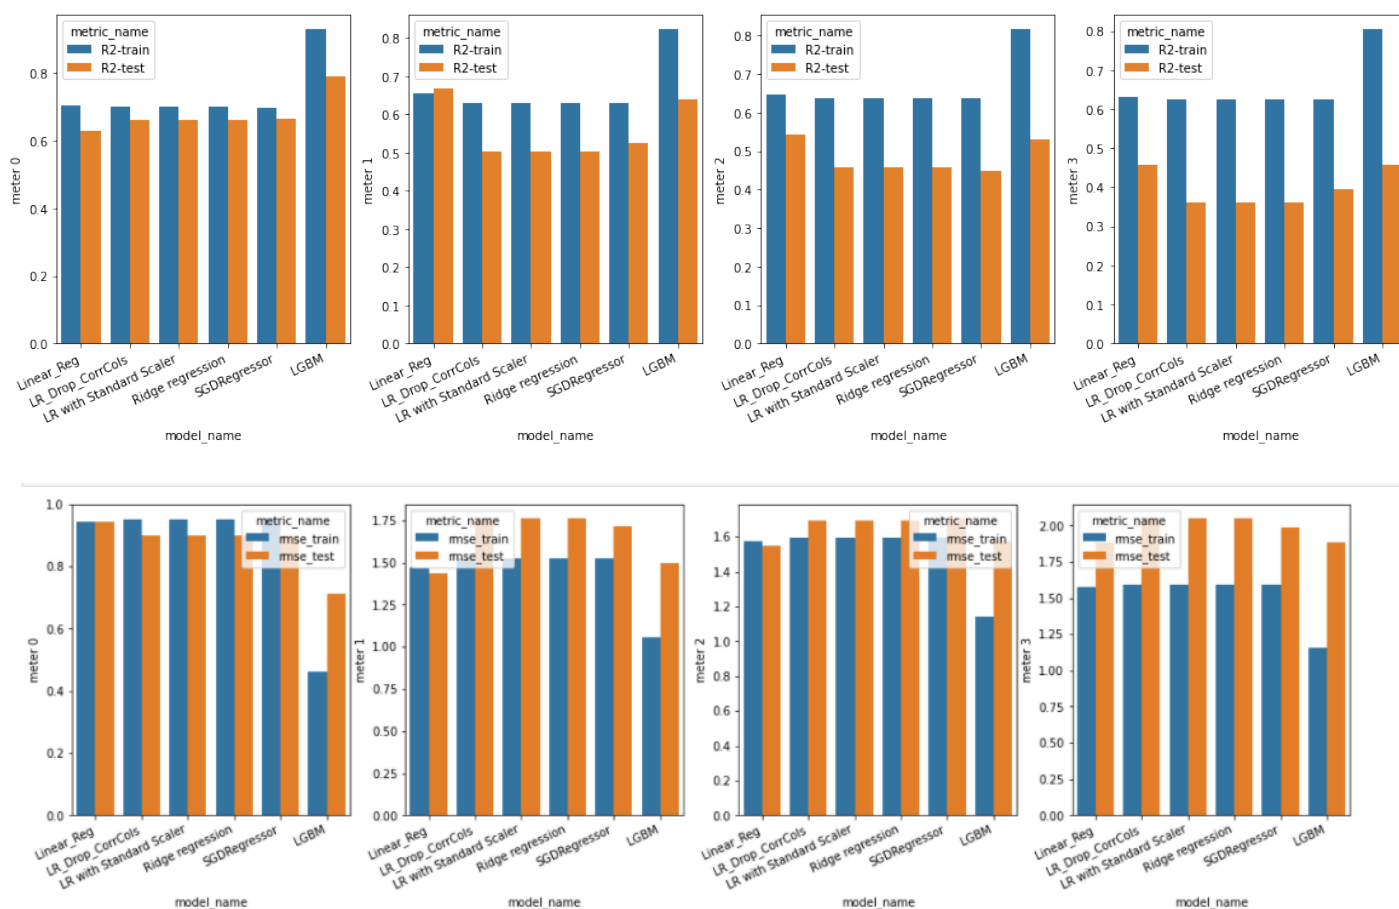 metric_name
R2-train
R2-test
0.8
0.6
0.4
0.2
0.0
meter 0
Linear_Reg
LR_Drop_CorrCols
LR with Standard Scaler
Ridge regression
SGDRegressor
LGBM
model_name
metric_name
R2-train
R2-test
0.8
0.7
0.6
0.5
0.4
0.3
0.2
0.1
0.0
meter 1
Linear_Reg
LR_Drop_CorrCols
LR with Standard Scaler
Ridge regression
SGDRegressor
LGBM
model_name
metric_name
R2-train
R2-test
0.8
0.7
0.6
0.5
0.4
0.3
0.2
0.1
0.0
meter 2
Linear_Reg
LR_Drop_CorrCols
LR with Standard Scaler
Ridge regression
SGDRegressor
LGBM
model_name
metric_name
R2-train
R2-test
0.8
0.7
0.6
0.5
0.4
0.3
0.2
0.1
0.0
meter 3
Linear_Reg
LR_Drop_CorrCols
LR with Standard Scaler
Ridge regression
SGDRegressor
LGBM
model_name
metric_name
rmse_train
rmse_test
1.0
0.8
0.6
0.4
0.2
0.0
meter 0
Linear_Reg
LR_Drop_CorrCols
LR with Standard Scaler
Ridge regression
SGDRegressor
LGBM
model_name
metric_name
rmse_train
rmse_test
1.75
1.50
1.25
1.00
0.75
0.50
0.25
0.00
meter 1
Linear_Reg
LR_Drop_CorrCols
LR with Standard Scaler
Ridge regression
SGDRegressor
LGBM
model_name
metric_name
rmse_train
rmse_test
1.6
1.4
1.2
1.0
0.8
0.6
0.4
0.2
0.0
meter 2
Linear_Reg
LR_Drop_CorrCols
LR with Standard Scaler
Ridge regression
SGDRegressor
LGBM
model_name
metric_name
rmse_train
rmse_test
2.00
1.75
1.50
1.25
1.00
0.75
0.50
0.25
0.00
meter 3
Linear_Reg
LR_Drop_CorrCols
LR with Standard Scaler
Ridge regression
SGDRegressor
LGBM
model_name